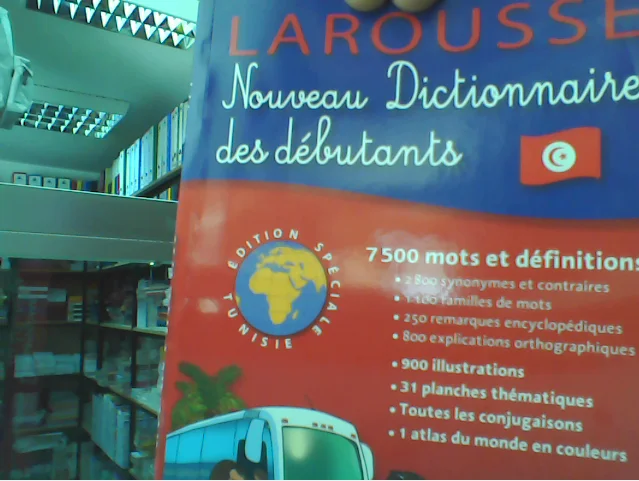 LAROUSSE
Nouveau Dictionnaire
des débutants
ÉDITION SPÉCIALE
TUNISIE
7500 mots et définitions
• 2 800 synonymes et contraires
• 1 100 familles de mots
• 250 remarques encyclopédiques
• 800 explications orthographiques
• 900 illustrations
• 31 planches thématiques
• Toutes les conjugaisons
• 1 atlas du monde en couleurs